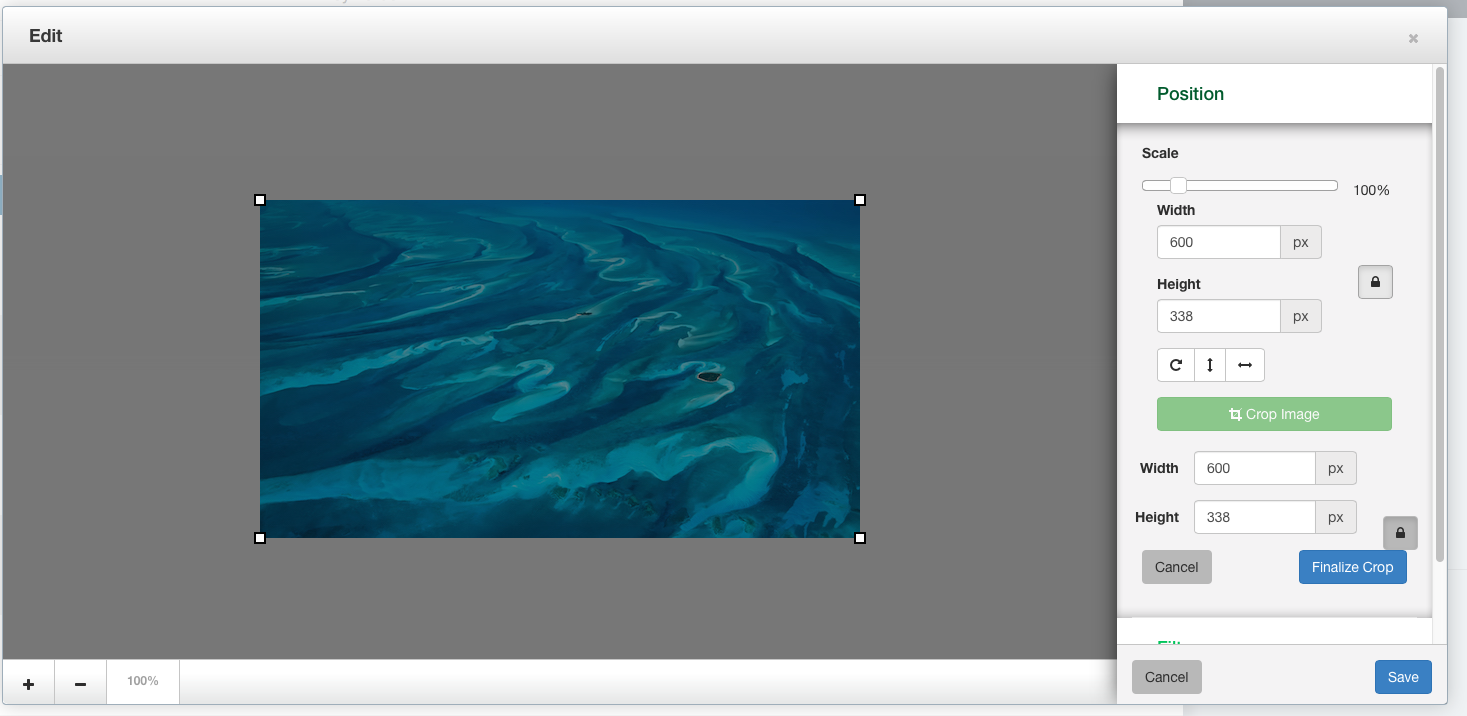 Edit
×
Position
Scale
100%
Width
600 px
Height
338 px
Crop Image
Width 600 px
Height 338 px
Cancel Finalize Crop
Cancel Save
+ − 100%